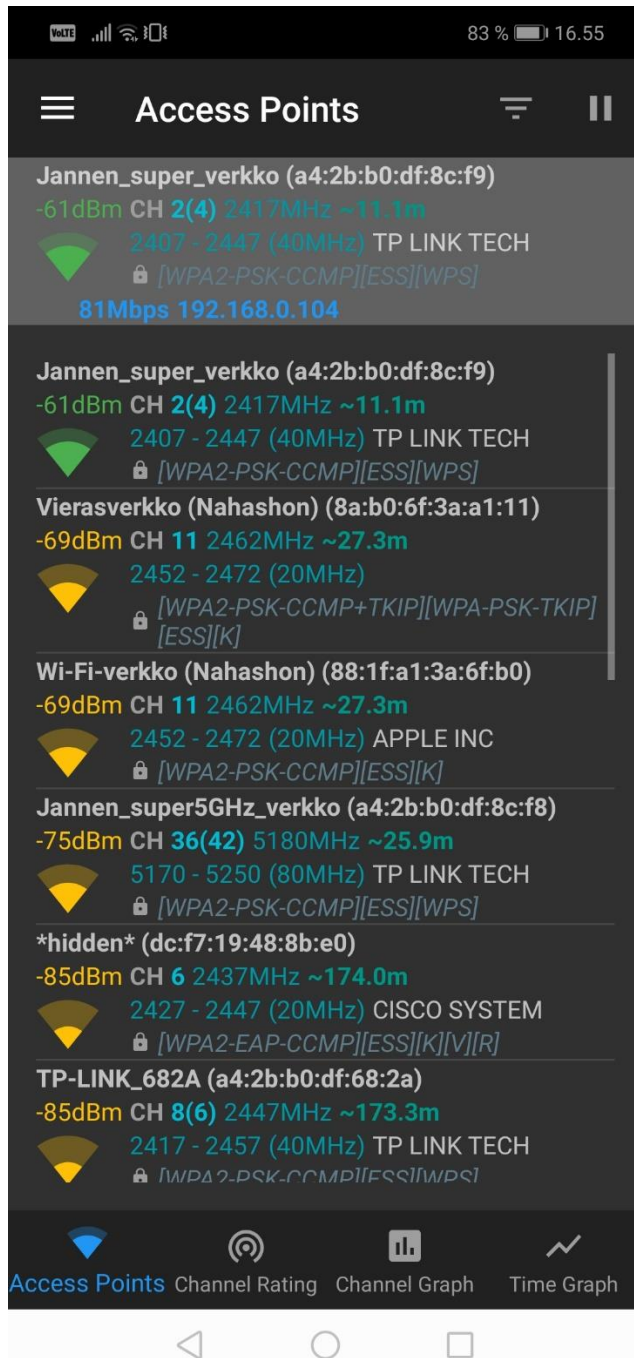 VoLTE 83 % 16.55
Access Points
Jannen_super_verkko (a4:2b:b0:df:8c:f9)
-61dBm CH 2(4) 2417MHz ~11.1m
2407 - 2447 (40MHz) TP LINK TECH
[WPA2-PSK-CCMP][ESS][WPS]
81Mbps 192.168.0.104
Jannen_super_verkko (a4:2b:b0:df:8c:f9)
-61dBm CH 2(4) 2417MHz ~11.1m
2407 - 2447 (40MHz) TP LINK TECH
[WPA2-PSK-CCMP][ESS][WPS]
Vierasverkko (Nahashon) (8a:b0:6f:3a:a1:11)
-69dBm CH 11 2462MHz ~27.3m
2452 - 2472 (20MHz)
[WPA2-PSK-CCMP+TKIP][WPA-PSK-TKIP]
[ESS][K]
Wi-Fi-verkko (Nahashon) (88:1f:a1:3a:6f:b0)
-69dBm CH 11 2462MHz ~27.3m
2452 - 2472 (20MHz) APPLE INC
[WPA2-PSK-CCMP][ESS][K]
Jannen_super5GHz_verkko (a4:2b:b0:df:8c:f8)
-75dBm CH 36(42) 5180MHz ~25.9m
5170 - 5250 (80MHz) TP LINK TECH
[WPA2-PSK-CCMP][ESS][WPS]
*hidden* (dc:f7:19:48:8b:e0)
-85dBm CH 6 2437MHz ~174.0m
2427 - 2447 (20MHz) CISCO SYSTEM
[WPA2-EAP-CCMP][ESS][K][V][R]
TP-LINK_682A (a4:2b:b0:df:68:2a)
-85dBm CH 8(6) 2447MHz ~173.3m
2417 - 2457 (40MHz) TP LINK TECH
[WPA2-PSK-CCMP][ESS][WPS]
Access Points Channel Rating Channel Graph Time Graph